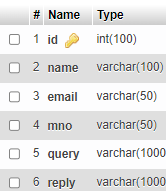 # Name Type
1 id int(100)
2 name varchar(100)
3 email varchar(50)
4 mno varchar(50)
5 query varchar(1000
6 reply varchar(1000